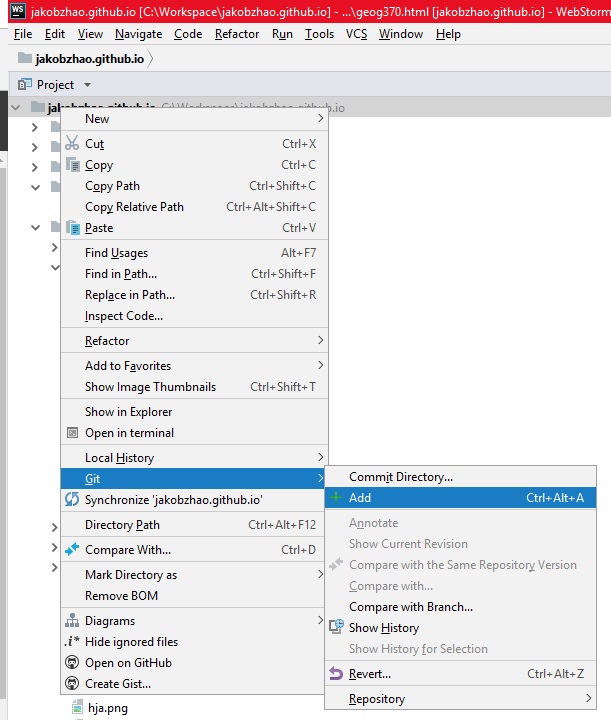 WS jakobzhao.github.io [C:\Workspace\jakobzhao.github.io] - ...\geog370.html [jakobzhao.github.io] - WebStorm
File Edit View Navigate Code Refactor Run Tools VCS Window Help
jakobzhao.github.io
Project
jakobzhao.github.io C:\Workspace\jakobzhao.github.io
New
Cut Ctrl+X
Copy Ctrl+C
Copy Path Ctrl+Shift+C
Copy Relative Path Ctrl+Alt+Shift+C
Paste Ctrl+V
Find Usages Alt+F7
Find in Path... Ctrl+Shift+F
Replace in Path... Ctrl+Shift+R
Inspect Code...
Refactor
Add to Favorites
Show Image Thumbnails Ctrl+Shift+T
Show in Explorer
Open in terminal
Local History
Git
Synchronize 'jakobzhao.github.io'
Directory Path Ctrl+Alt+F12
Compare With... Ctrl+D
Mark Directory as
Remove BOM
Diagrams
.i* Hide ignored files
Open on GitHub
Create Gist...
hja.png
Commit Directory...
Add Ctrl+Alt+A
Annotate
Show Current Revision
Compare with the Same Repository Version
Compare with...
Compare with Branch...
Show History
Show History for Selection
Revert... Ctrl+Alt+Z
Repository